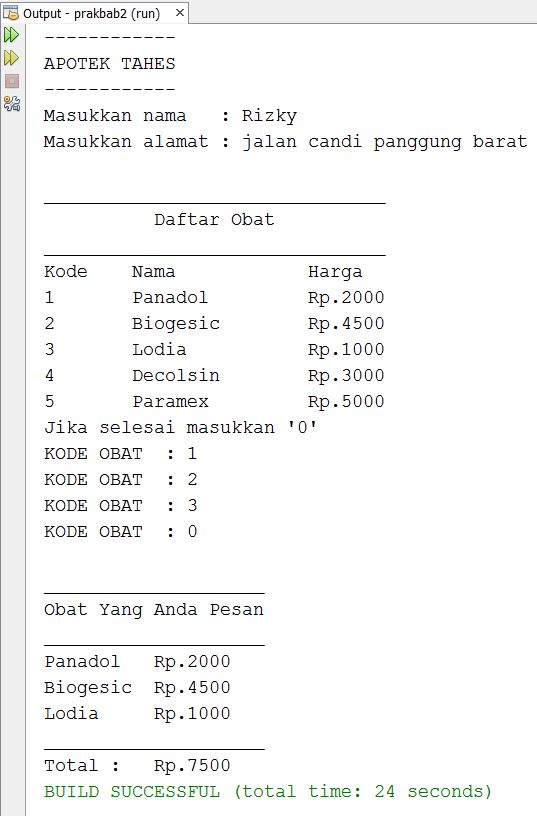 Output - prakbab2 (run) ×
------------
APOTEK TAHES
------------
Masukkan nama   : Rizky
Masukkan alamat : jalan candi panggung barat
_______________________________
          Daftar Obat
_______________________________
Kode    Nama            Harga
1       Panadol         Rp.2000
2       Biogesic        Rp.4500
3       Lodia           Rp.1000
4       Decolsin        Rp.3000
5       Paramex         Rp.5000
Jika selesai masukkan '0'
KODE OBAT  : 1
KODE OBAT  : 2
KODE OBAT  : 3
KODE OBAT  : 0
____________________
Obat Yang Anda Pesan
____________________
Panadol   Rp.2000
Biogesic  Rp.4500
Lodia     Rp.1000
____________________
Total :   Rp.7500
BUILD SUCCESSFUL (total time: 24 seconds)